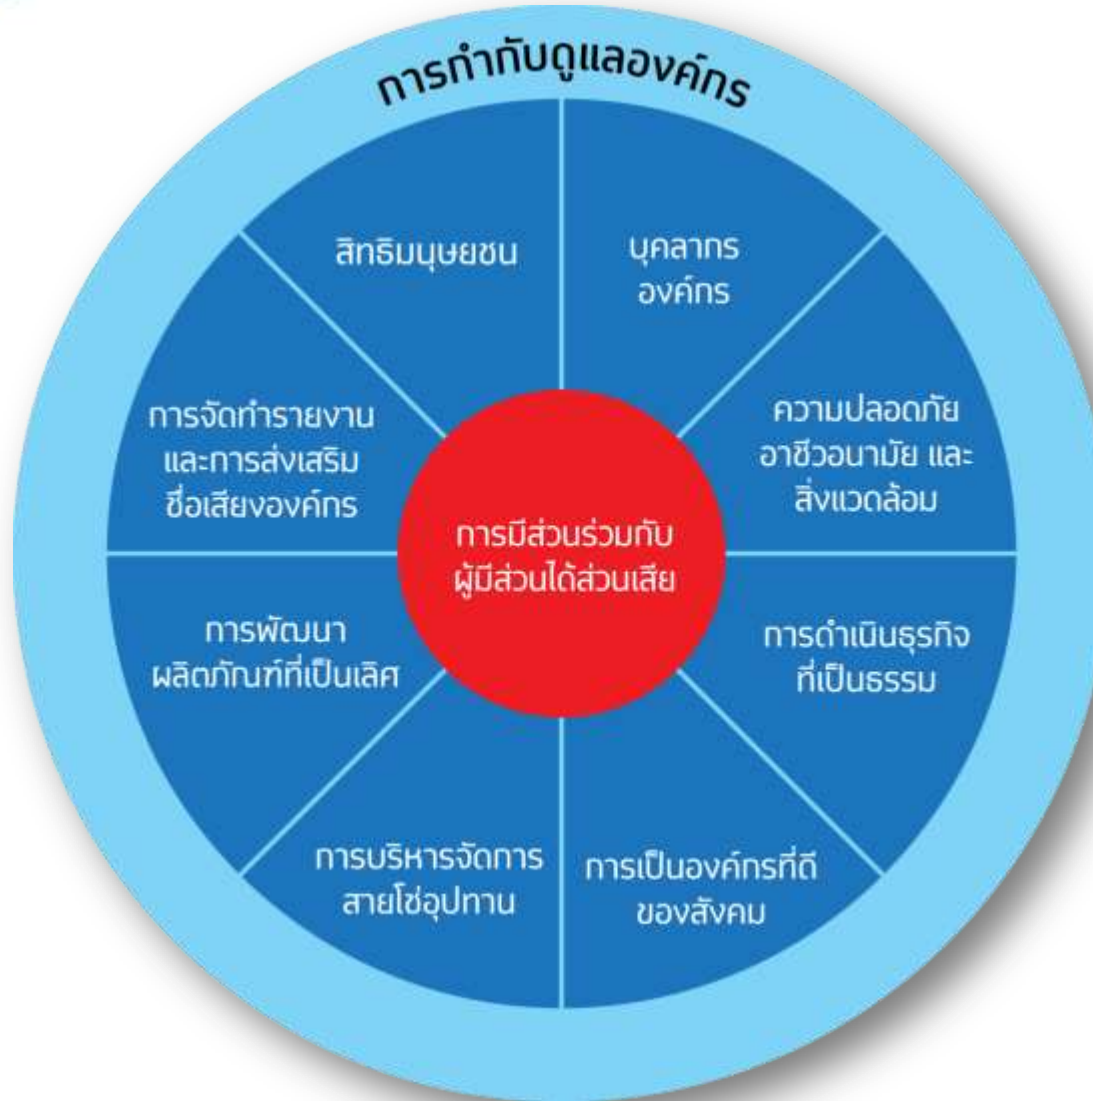 การกำกับดูแลองค์กร
สิทธิมนุษยชน
บุคลากร
องค์กร
ความปลอดภัย
อาชีวอนามัย และ
สิ่งแวดล้อม
การดำเนินธุรกิจ
ที่เป็นธรรม
การเป็นองค์กรที่ดี
ของสังคม
การบริหารจัดการ
สายโซ่อุปทาน
การพัฒนา
ผลิตภัณฑ์ที่เป็นเลิศ
การจัดทำรายงาน
และการส่งเสริม
ชื่อเสียงองค์กร
การมีส่วนร่วมกับ
ผู้มีส่วนได้ส่วนเสีย